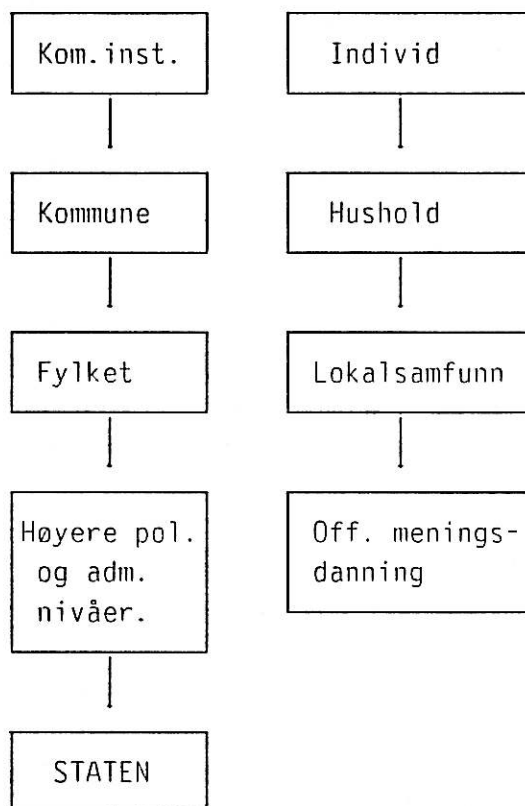 Kom.inst.
Kommune
Fylket
Høyere pol.
og adm.
nivåer.
STATEN
Individ
Hushold
Lokalsamfunn
Off. menings-
danning